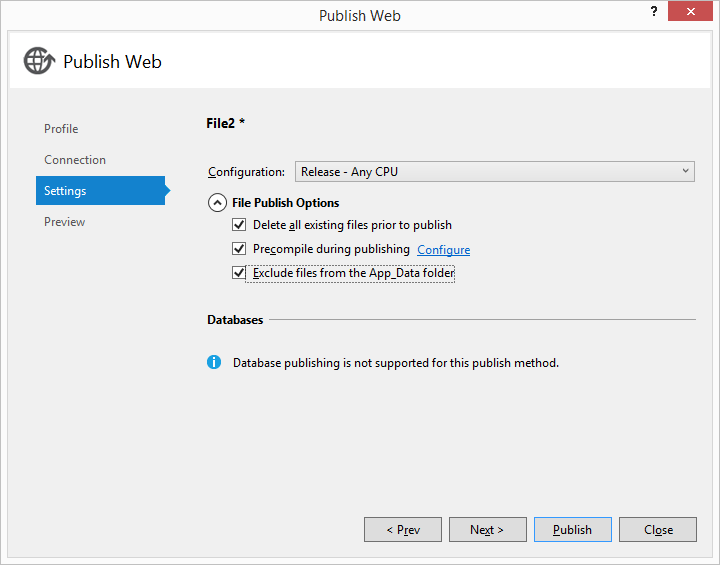 Publish Web
?
Publish Web
Profile
Connection
Settings
Preview
File2 *
Configuration: Release - Any CPU
File Publish Options
Delete all existing files prior to publish
Precompile during publishing Configure
Exclude files from the App_Data folder
Databases
Database publishing is not supported for this publish method.
< Prev Next > Publish Close